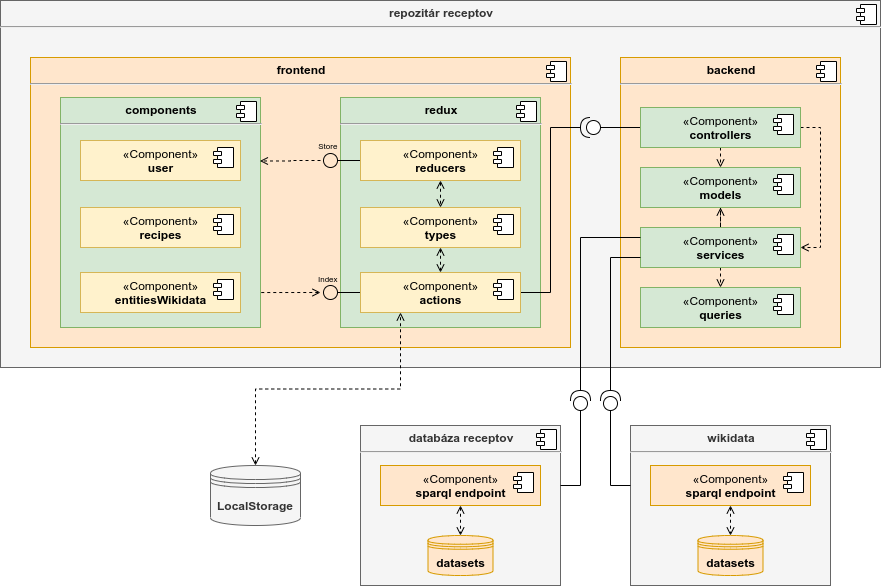 repozitár receptov
frontend
backend
components
redux
«Component»
controllers
Store
«Component»
user
«Component»
reducers
«Component»
models
«Component»
recipes
«Component»
types
«Component»
services
Index
«Component»
entitiesWikidata
«Component»
actions
«Component»
queries
databáza receptov
wikidata
LocalStorage
«Component»
sparql endpoint
«Component»
sparql endpoint
datasets
datasets